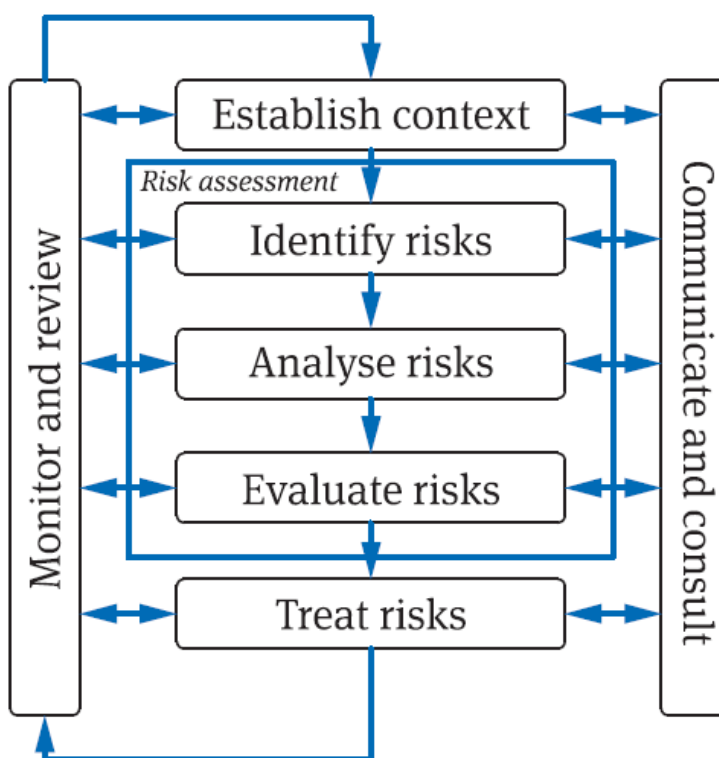 Establish context
Risk assessment
Identify risks
Analyse risks
Evaluate risks
Treat risks
Monitor and review
Communicate and consult